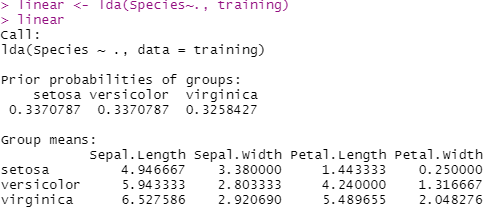 > linear <- lda(Species~., training)
> linear
Call:
lda(Species ~ ., data = training)
Prior probabilities of groups:
setosa versicolor virginica
0.3370787 0.3370787 0.3258427
Group means:
Sepal.Length Sepal.Width Petal.Length Petal.Width
setosa 4.946667 3.380000 1.443333 0.250000
versicolor 5.943333 2.803333 4.240000 1.316667
virginica 6.527586 2.920690 5.489655 2.048276